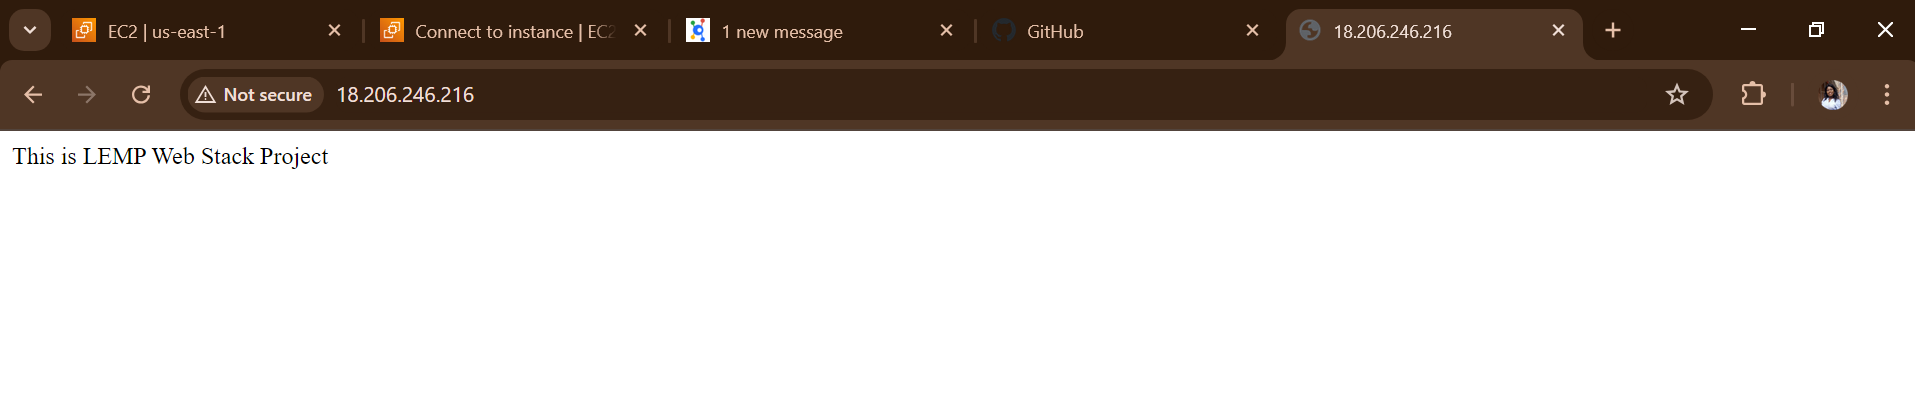 EC2 | us-east-1
Connect to instance | EC2
1 new message
GitHub
18.206.246.216
Not secure
18.206.246.216
This is LEMP Web Stack Project